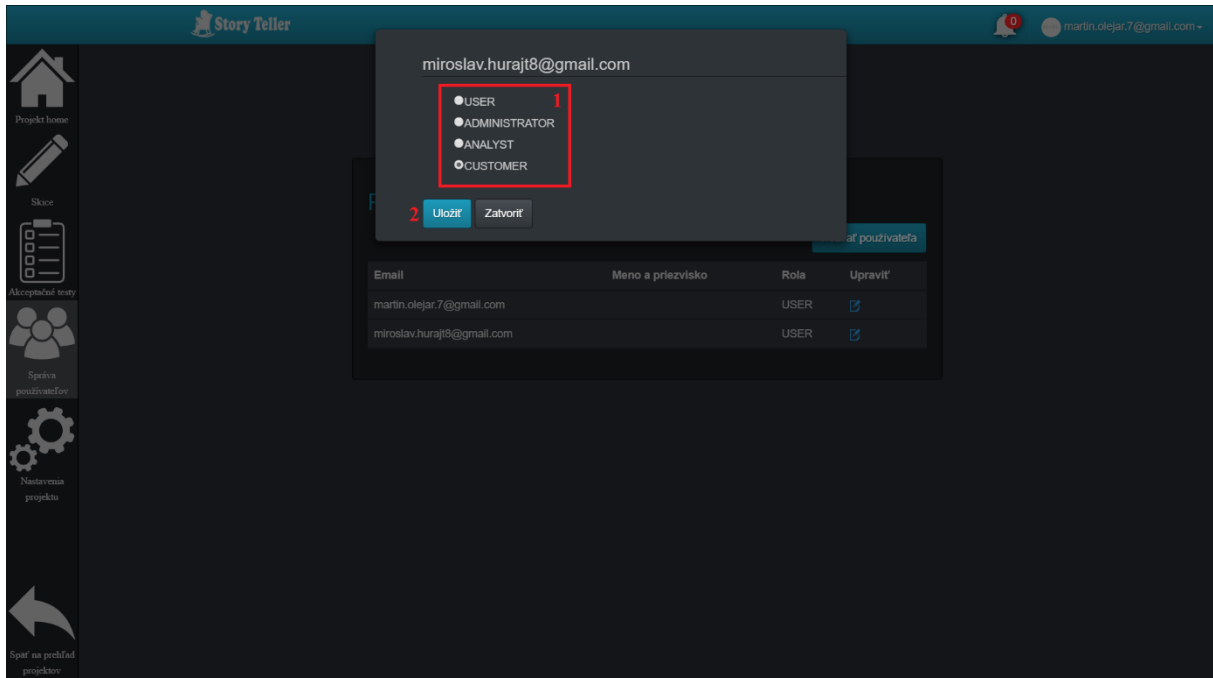 Story Teller
0
martin.olejar.7@gmail.com
Projekt home
Skice
Akceptačné testy
Správa
používateľov
Nastavenia
projektu
Späť na prehľad
projektov
miroslav.hurajt8@gmail.com
1
USER
ADMINISTRATOR
ANALYST
CUSTOMER
2
Uložiť
Zatvoriť
P
ať používateľa
Email Meno a priezvisko Rola Upraviť
martin.olejar.7@gmail.com USER
miroslav.hurajt8@gmail.com USER